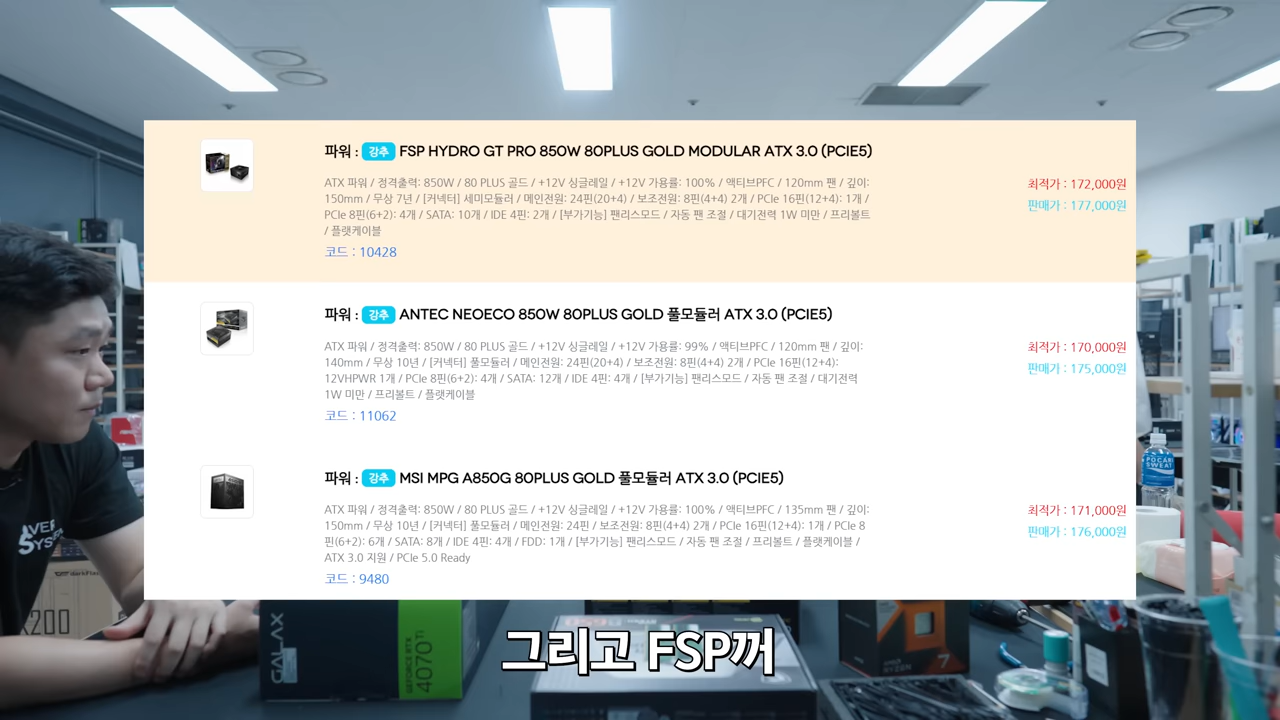 파워 : 강추 FSP HYDRO GT PRO 850W 80PLUS GOLD MODULAR ATX 3.0 (PCIE5)
ATX 파워 / 정격출력: 850W / 80 PLUS 골드 / +12V 싱글레일 / +12V 가용률: 100% / 액티브PFC / 120mm 팬 / 깊이:
150mm / 무상 7년 / [커넥터] 세미모듈러 / 메인전원: 24핀(20+4) / 보조전원: 8핀(4+4) 2개 / PCIe 16핀(12+4): 1개 /
PCIe 8핀(6+2): 4개 / SATA: 10개 / IDE 4핀: 2개 / [부가기능] 팬리스모드 / 자동 팬 조절 / 대기전력 1W 미만 / 프리볼트
/ 플랫케이블
코드 : 10428
최적가 : 172,000원
판매가 : 177,000원
파워 : 강추 ANTEC NEOECO 850W 80PLUS GOLD 풀모듈러 ATX 3.0 (PCIE5)
ATX 파워 / 정격출력: 850W / 80 PLUS 골드 / +12V 싱글레일 / +12V 가용률: 99% / 액티브PFC / 120mm 팬 / 깊이:
140mm / 무상 10년 / [커넥터] 풀모듈러 / 메인전원: 24핀(20+4) / 보조전원: 8핀(4+4) 2개 / PCIe 16핀(12+4):
12VHPWR 1개 / PCIe 8핀(6+2): 4개 / SATA: 12개 / IDE 4핀: 4개 / [부가기능] 팬리스모드 / 자동 팬 조절 / 대기전력
1W 미만 / 프리볼트 / 플랫케이블
코드 : 11062
최적가 : 170,000원
판매가 : 175,000원
파워 : 강추 MSI MPG A850G 80PLUS GOLD 풀모듈러 ATX 3.0 (PCIE5)
ATX 파워 / 정격출력: 850W / 80 PLUS 골드 / +12V 싱글레일 / +12V 가용률: 100% / 액티브PFC / 135mm 팬 / 깊이:
150mm / 무상 10년 / [커넥터] 풀모듈러 / 메인전원: 24핀 / 보조전원: 8핀(4+4) 2개 / PCIe 16핀(12+4): 1개 / PCIe 8
핀(6+2): 6개 / SATA: 8개 / IDE 4핀: 4개 / FDD: 1개 / [부가기능] 팬리스모드 / 자동 팬 조절 / 프리볼트 / 플랫케이블 /
ATX 3.0 지원 / PCIe 5.0 Ready
코드 : 9480
최적가 : 171,000원
판매가 : 176,000원
POCARI
SWEAT
darkFlash
GALAX
GEFORCE RTX
4070 Ti
AMD
RYZEN
7
그리고 FSP꺼